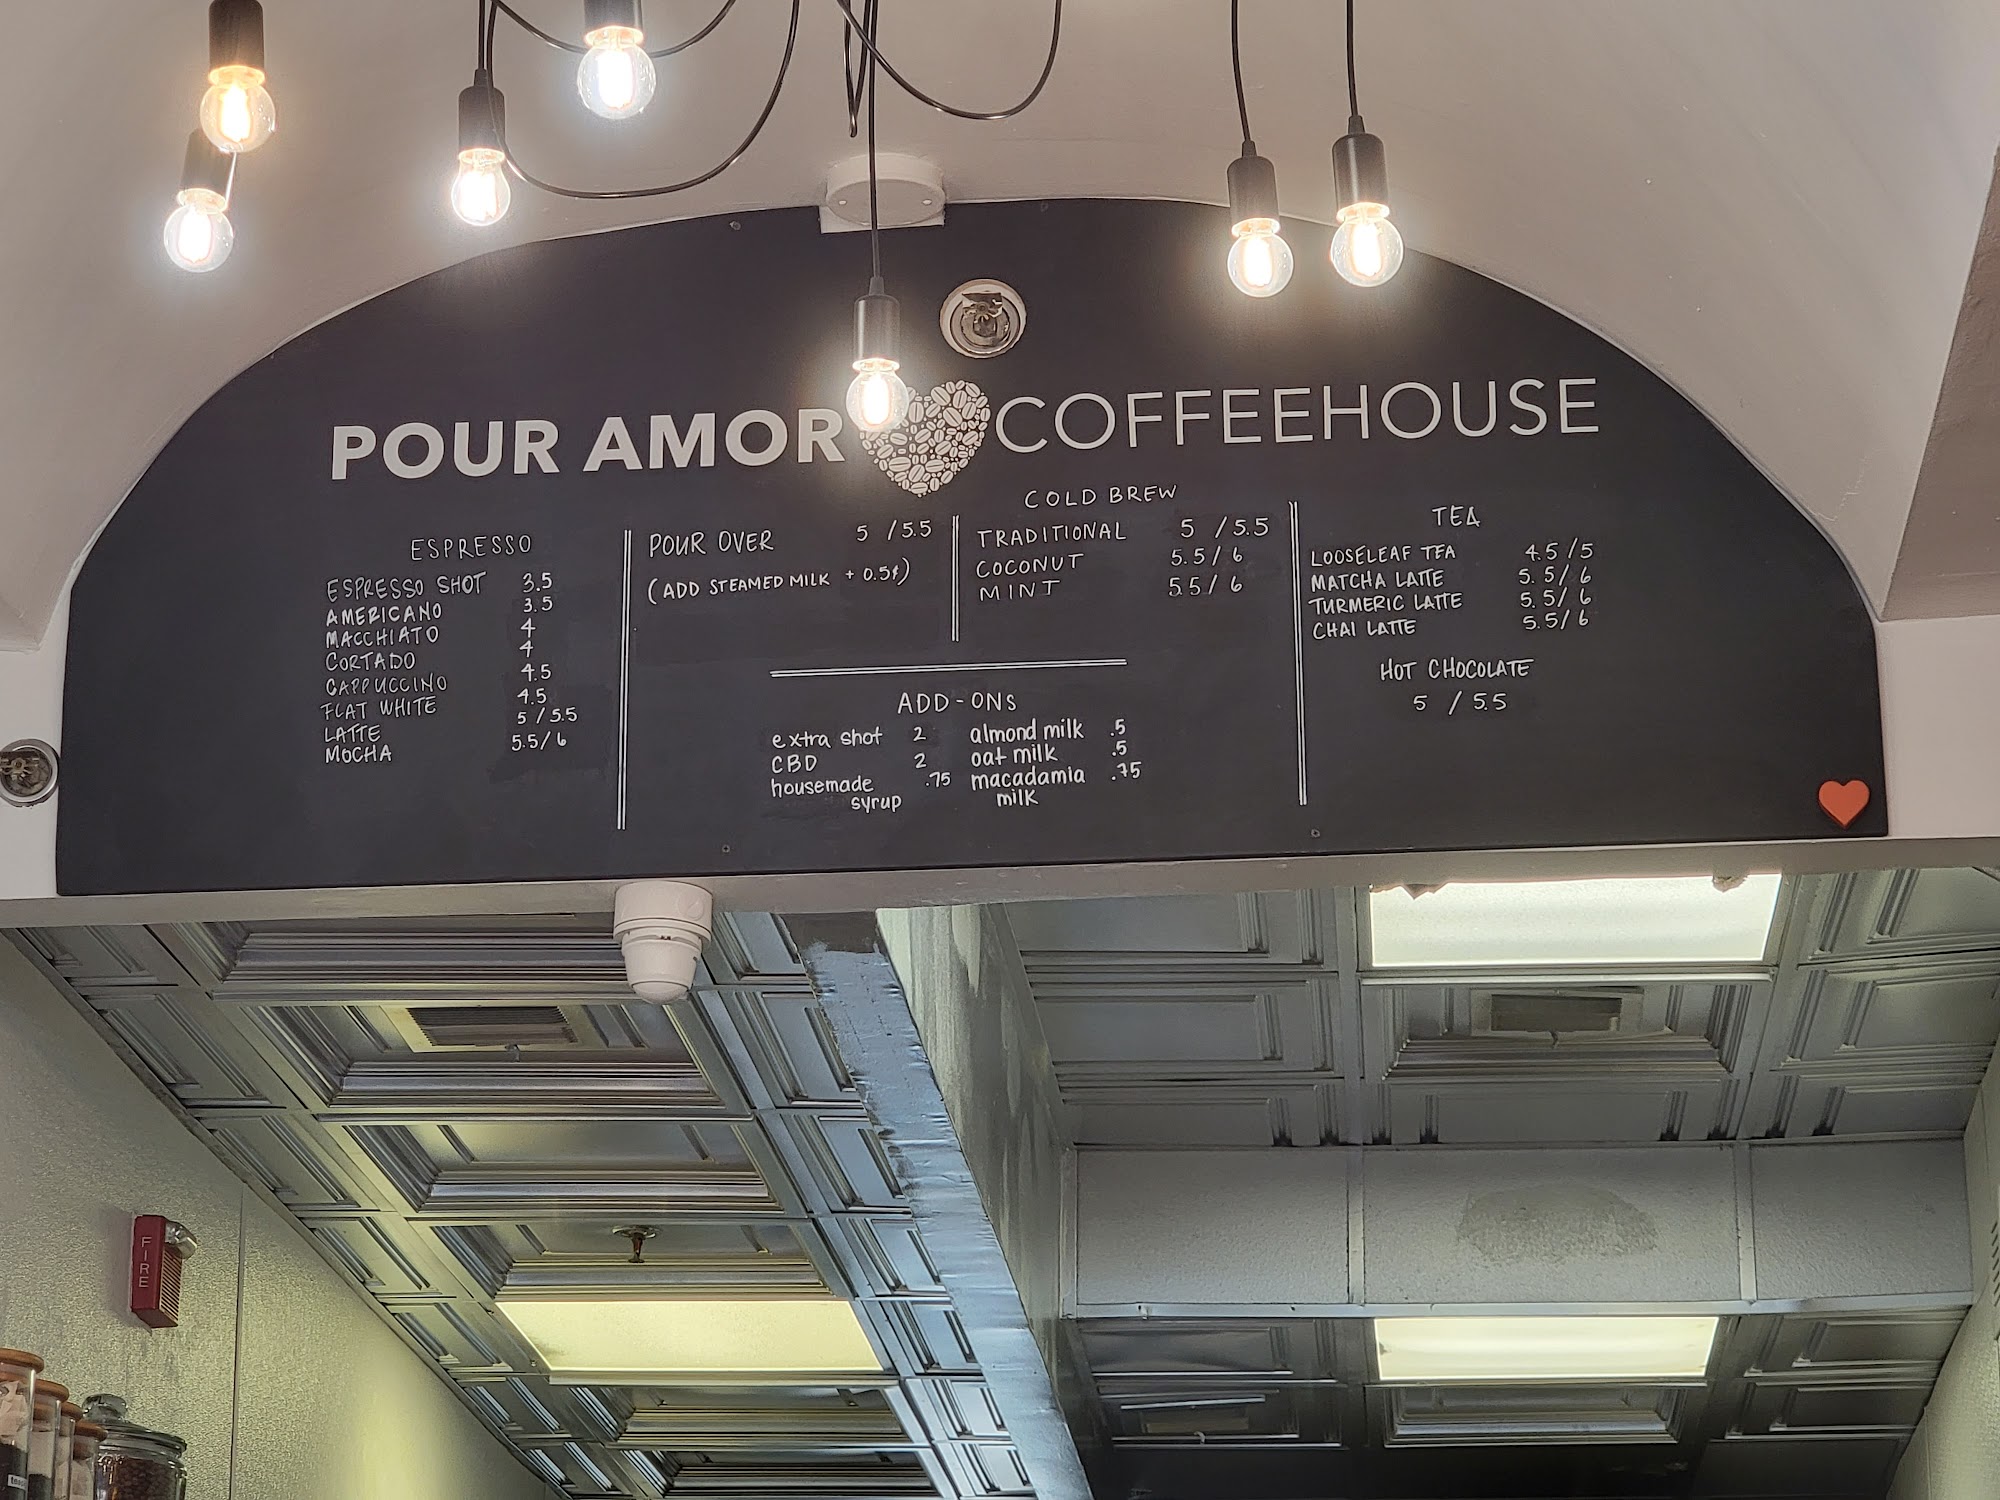 POUR AMOR COFFEEHOUSE
ESPRESSO
ESPRESSO SHOT 3.5
AMERICANO 3.5
MACCHIATO 4
CORTADO 4
CAPPUCCINO 4.5
FLAT WHITE 4.5
LATTE 5 / 5.5
MOCHA 5.5 / 6
POUR OVER 5 / 5.5
(ADD STEAMED MILK + 0.5¢)
COLD BREW
TRADITIONAL 5 / 5.5
COCONUT 5.5 / 6
MINT 5.5 / 6
ADD-ONS
extra shot 2
CBD 2
housemade .75
syrup
almond milk .5
oat milk .5
macadamia .75
milk
TEA
LOOSELEAF TEA 4.5 / 5
MATCHA LATTE 5.5 / 6
TURMERIC LATTE 5.5 / 6
CHAI LATTE 5.5 / 6
HOT CHOCOLATE
5 / 5.5
FIRE